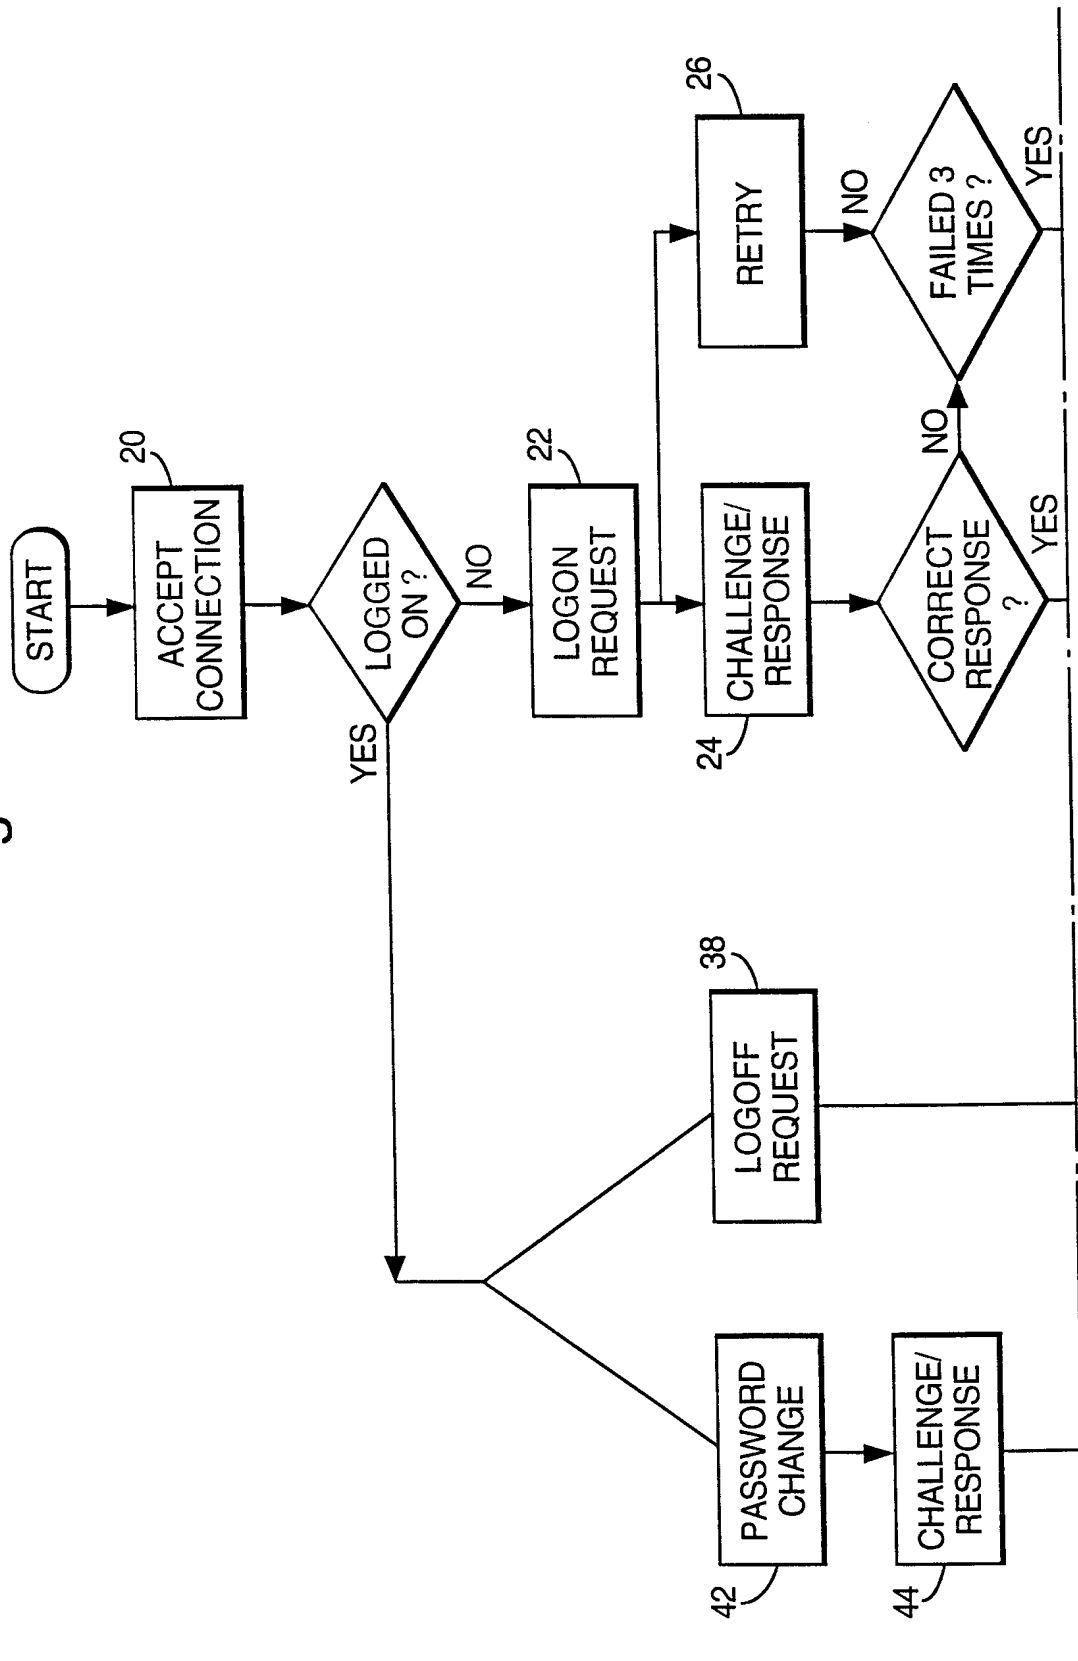 START
20
ACCEPT
CONNECTION
LOGGED
ON ?
YES
NO
22
LOGON
REQUEST
24
CHALLENGE/
RESPONSE
26
RETRY
NO
CORRECT
RESPONSE
?
NO
YES
FAILED 3
TIMES ?
YES
38
LOGOFF
REQUEST
42
PASSWORD
CHANGE
44
CHALLENGE/
RESPONSE